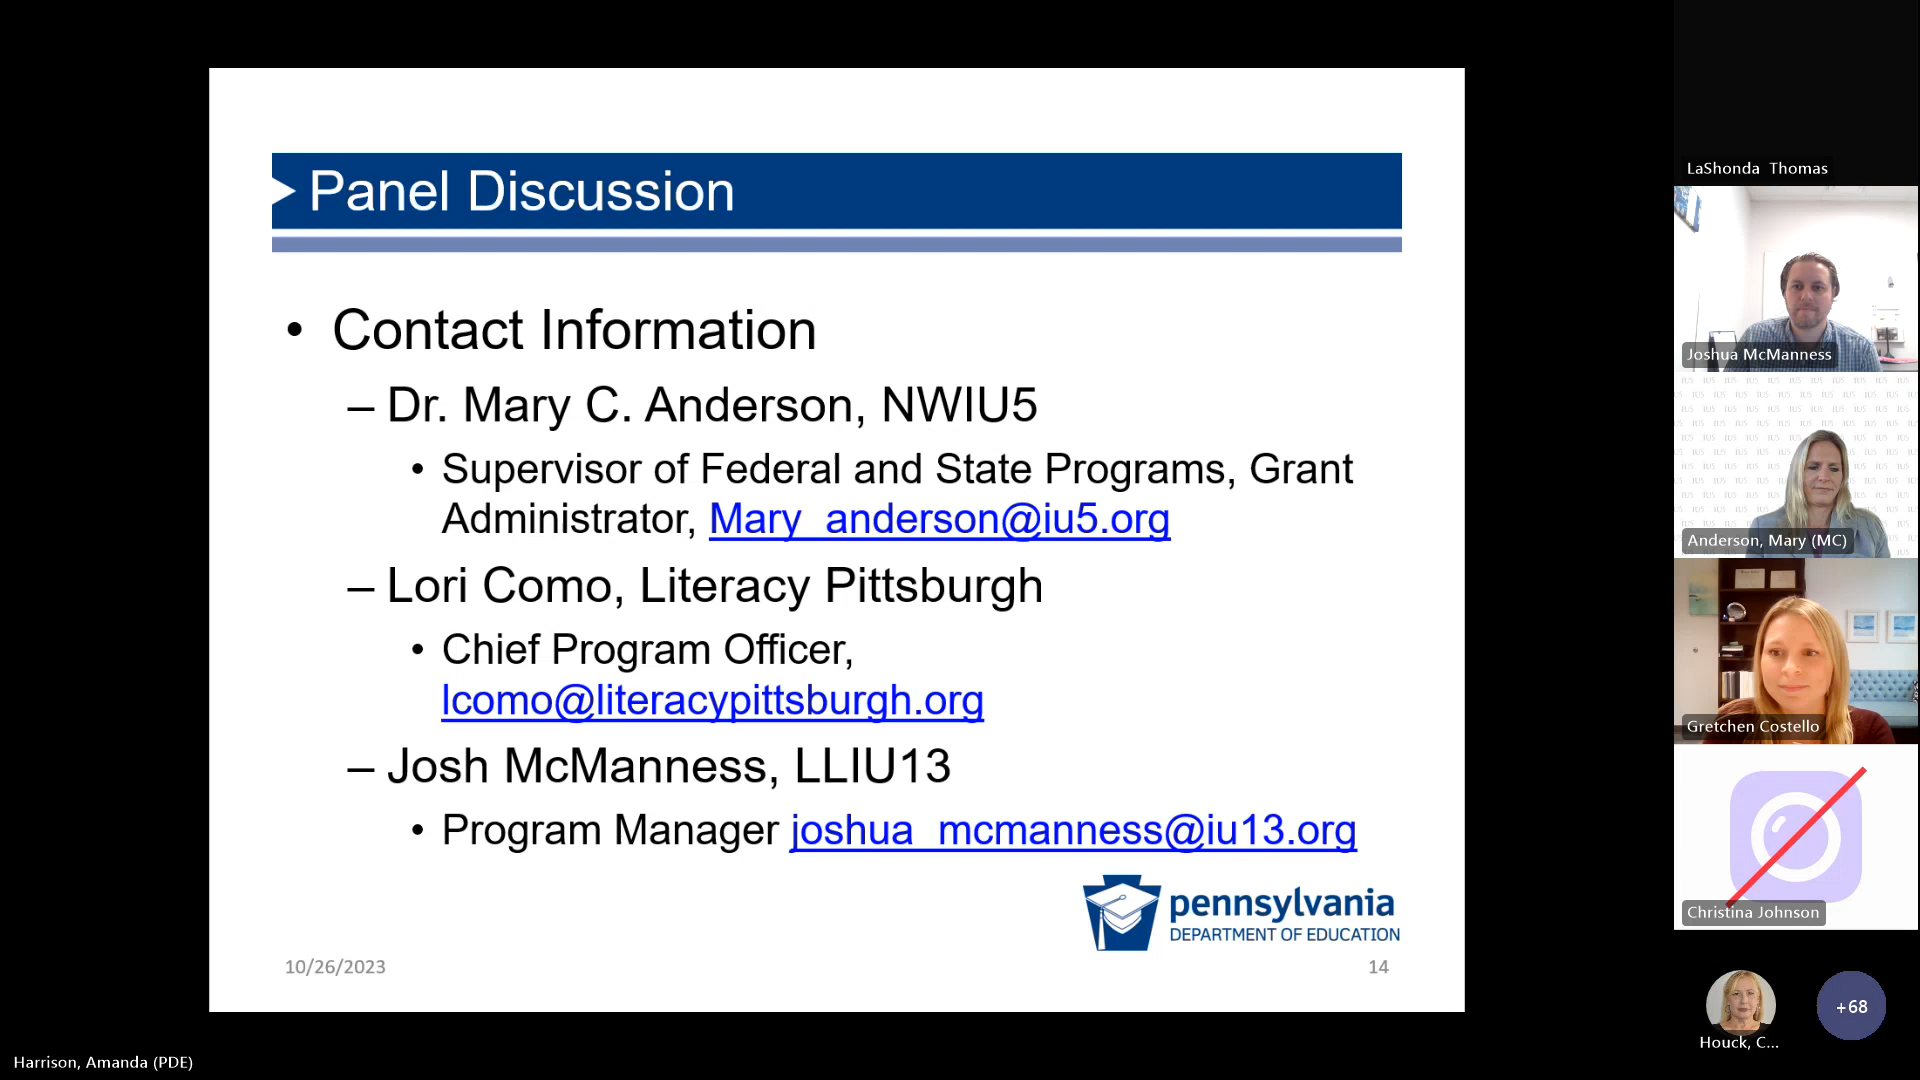 Panel Discussion
• Contact Information
– Dr. Mary C. Anderson, NWIU5
• Supervisor of Federal and State Programs, Grant
Administrator, Mary_anderson@iu5.org
– Lori Como, Literacy Pittsburgh
• Chief Program Officer,
lcomo@literacypittsburgh.org
– Josh McManness, LLIU13
• Program Manager joshua_mcmanness@iu13.org
pennsylvania
DEPARTMENT OF EDUCATION
10/26/2023
14
Harrison, Amanda (PDE)
LaShonda Thomas
Joshua McManness
Anderson, Mary (MC)
Gretchen Costello
Christina Johnson
Houck, C...
+68